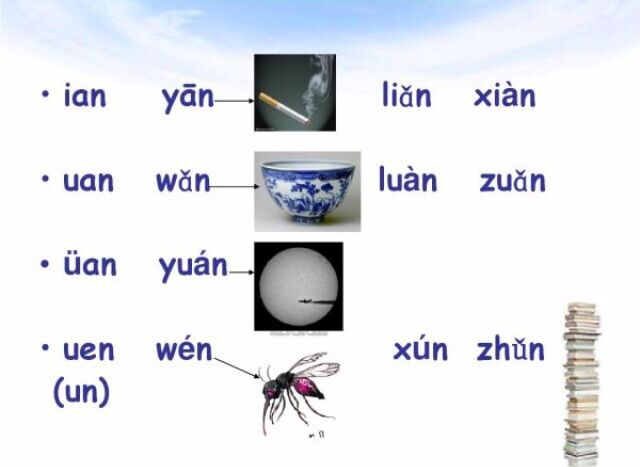 • ian yān liǎn xiàn
• uan wǎn luàn zuǎn
• üan yuán
• uen wén xún zhǔn
(un)